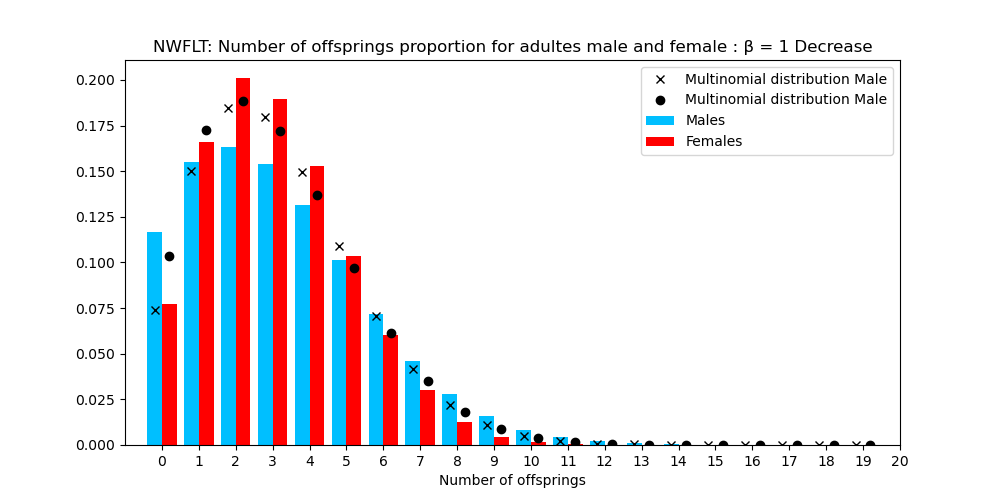 NWFLT: Number of offsprings proportion for adultes male and female : β = 1 Decrease
Multinomial distribution Male
Multinomial distribution Male
Males
Females
0.200
0.175
0.150
0.125
0.100
0.075
0.050
0.025
0.000
0 1 2 3 4 5 6 7 8 9 10 11 12 13 14 15 16 17 18 19 20
Number of offsprings